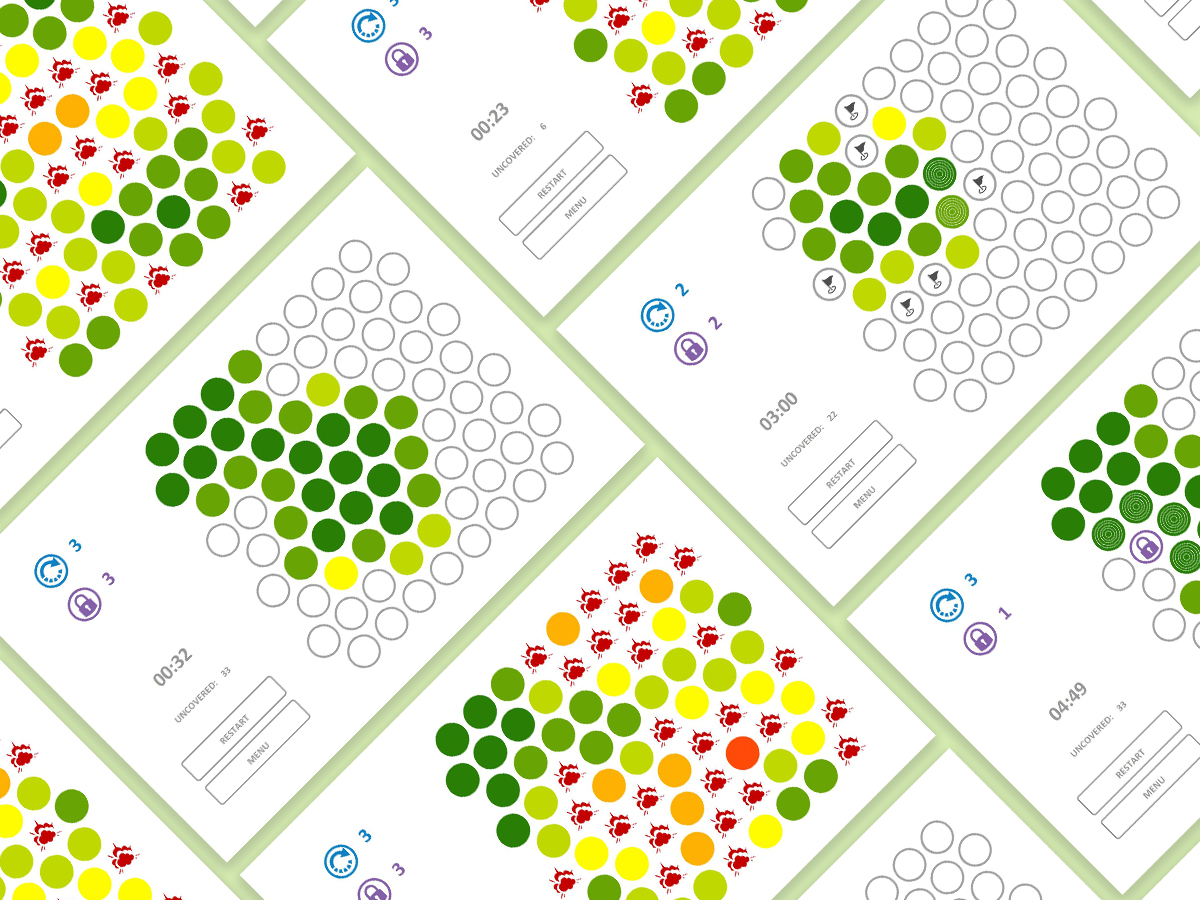 3
3
00:23
UNCOVERED: 6
RESTART
MENU
2
2
03:00
UNCOVERED: 22
RESTART
MENU
3
3
00:32
UNCOVERED: 33
RESTART
MENU
3
1
04:49
UNCOVERED: 33
RESTART
MENU
3
3